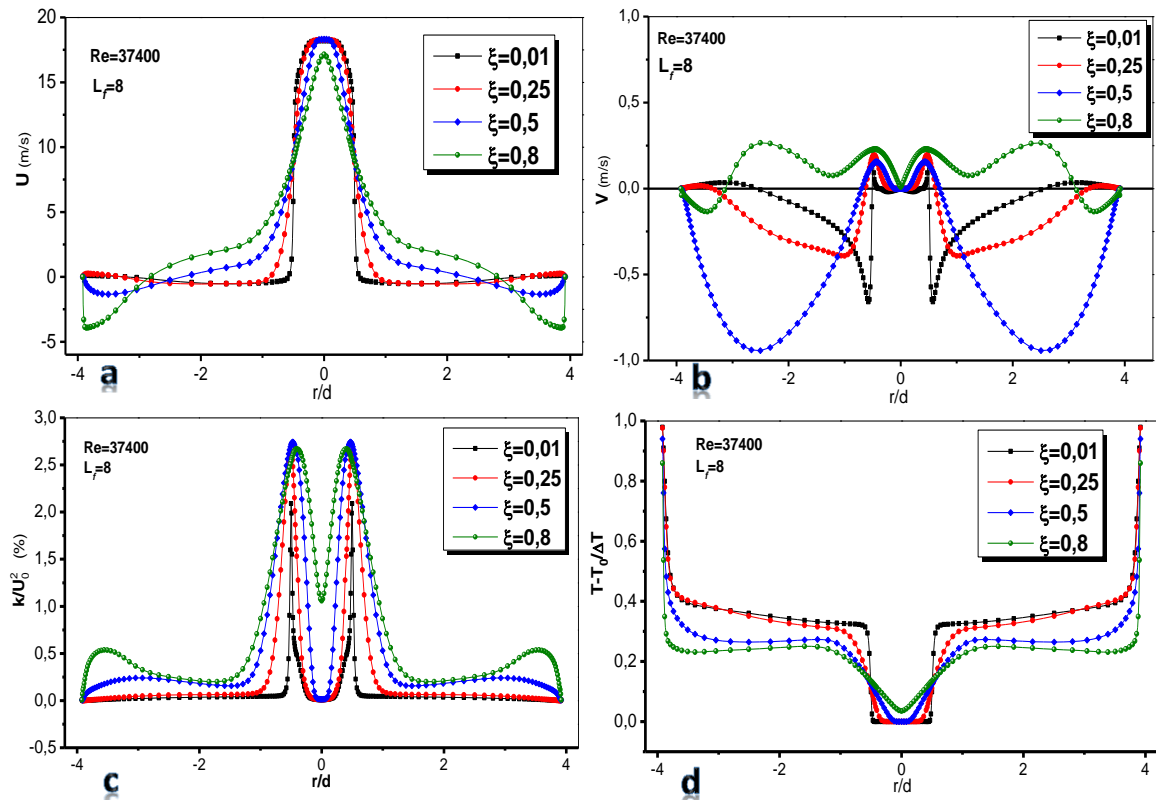 20
15
10
5
0
-5
U (m/s)
Re=37400
L_f=8
ξ=0,01
ξ=0,25
ξ=0,5
ξ=0,8
-4 -2 0 2 4
r/d
a
1,0
0,5
0,0
-0,5
-1,0
V (m/s)
Re=37400
L_f=8
ξ=0,01
ξ=0,25
ξ=0,5
ξ=0,8
-4 -2 0 2 4
r/d
b
3,0
2,5
2,0
1,5
1,0
0,5
0,0
-0,5
k/U₀² (%)
Re=37400
L_f=8
ξ=0,01
ξ=0,25
ξ=0,5
ξ=0,8
-4 -2 0 2 4
r/d
c
1,0
0,8
0,6
0,4
0,2
0,0
T-T₀/ΔT
Re=37400
L_f=8
ξ=0,01
ξ=0,25
ξ=0,5
ξ=0,8
-4 -2 0 2 4
r/d
d